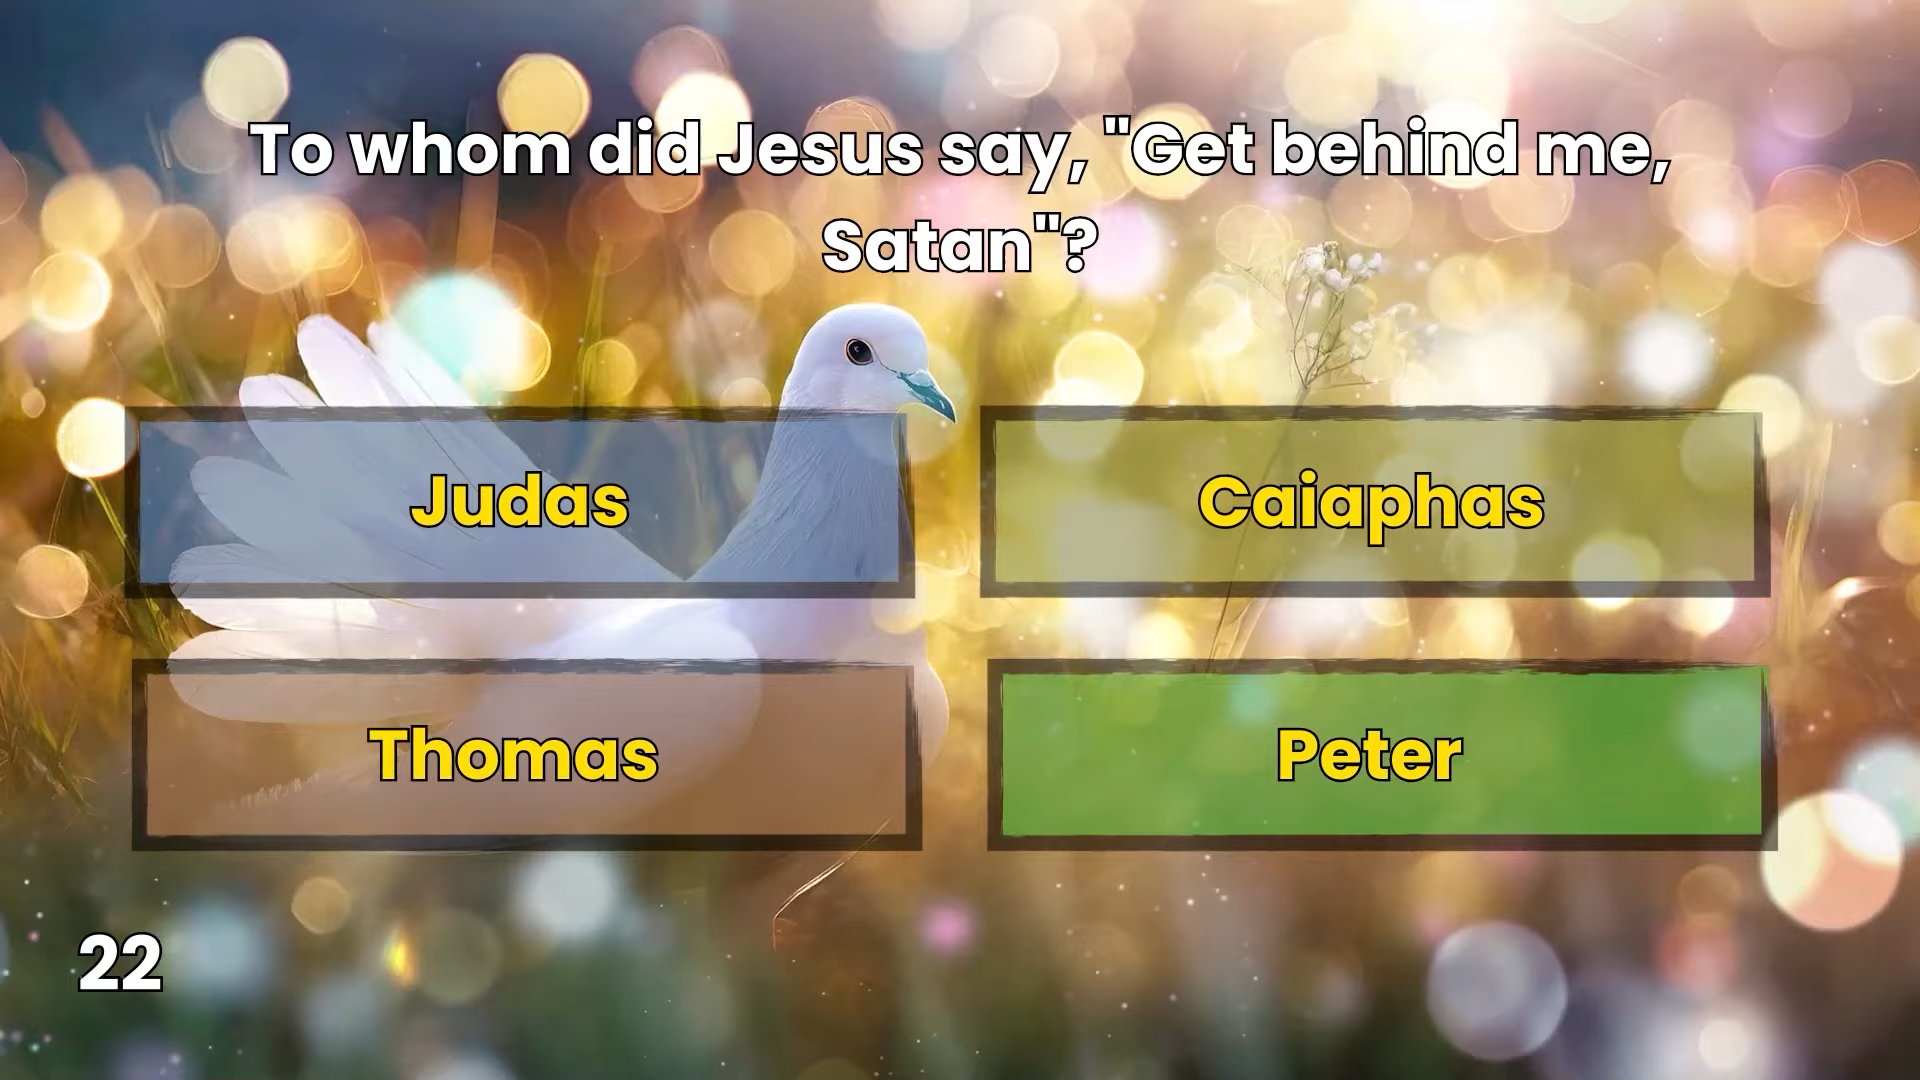 To whom did Jesus say, "Get behind me,
Satan"?
Judas
Caiaphas
Thomas
Peter
22